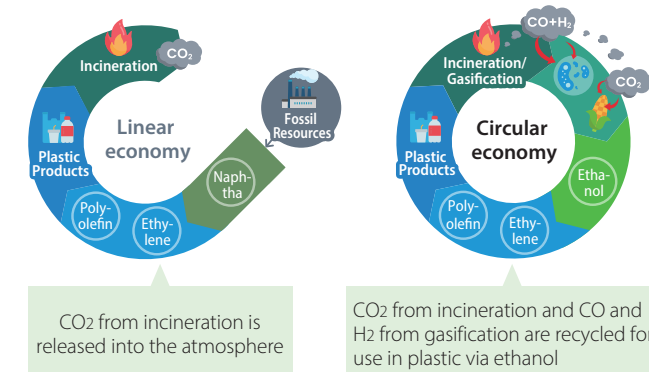 CO2
Incineration
Linear
economy
Fossil
Resources
Plastic
Products
Naph-
tha
Poly-
olefin
Ethy-
lene
CO2 from incineration is
released into the atmosphere
CO+H2
Incineration/
Gasification
CO2
Circular
economy
Plastic
Products
Etha-
nol
Poly-
olefin
Ethy-
lene
CO2 from incineration and CO and
H2 from gasification are recycled for
use in plastic via ethanol